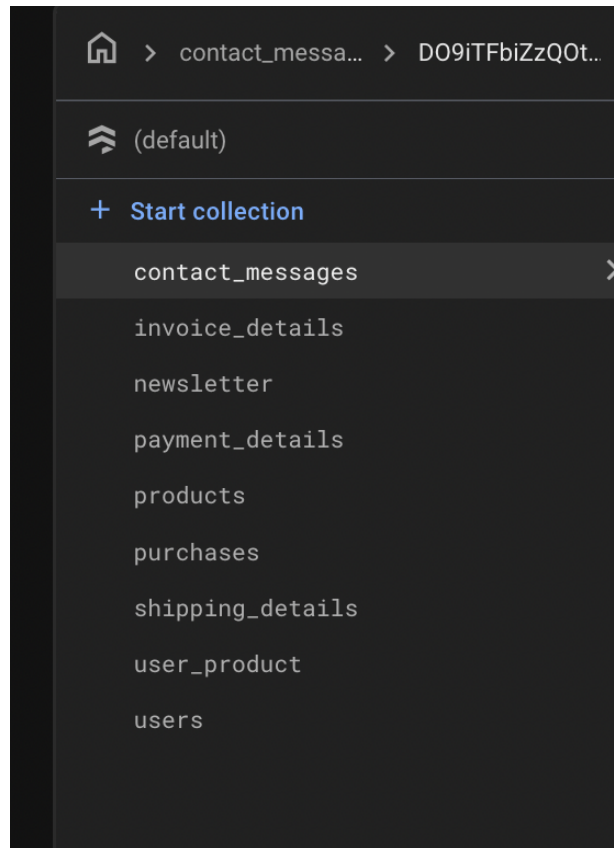 contact_messa... > DO9iTFbiZzQOt...
(default)
+ Start collection
contact_messages
invoice_details
newsletter
payment_details
products
purchases
shipping_details
user_product
users